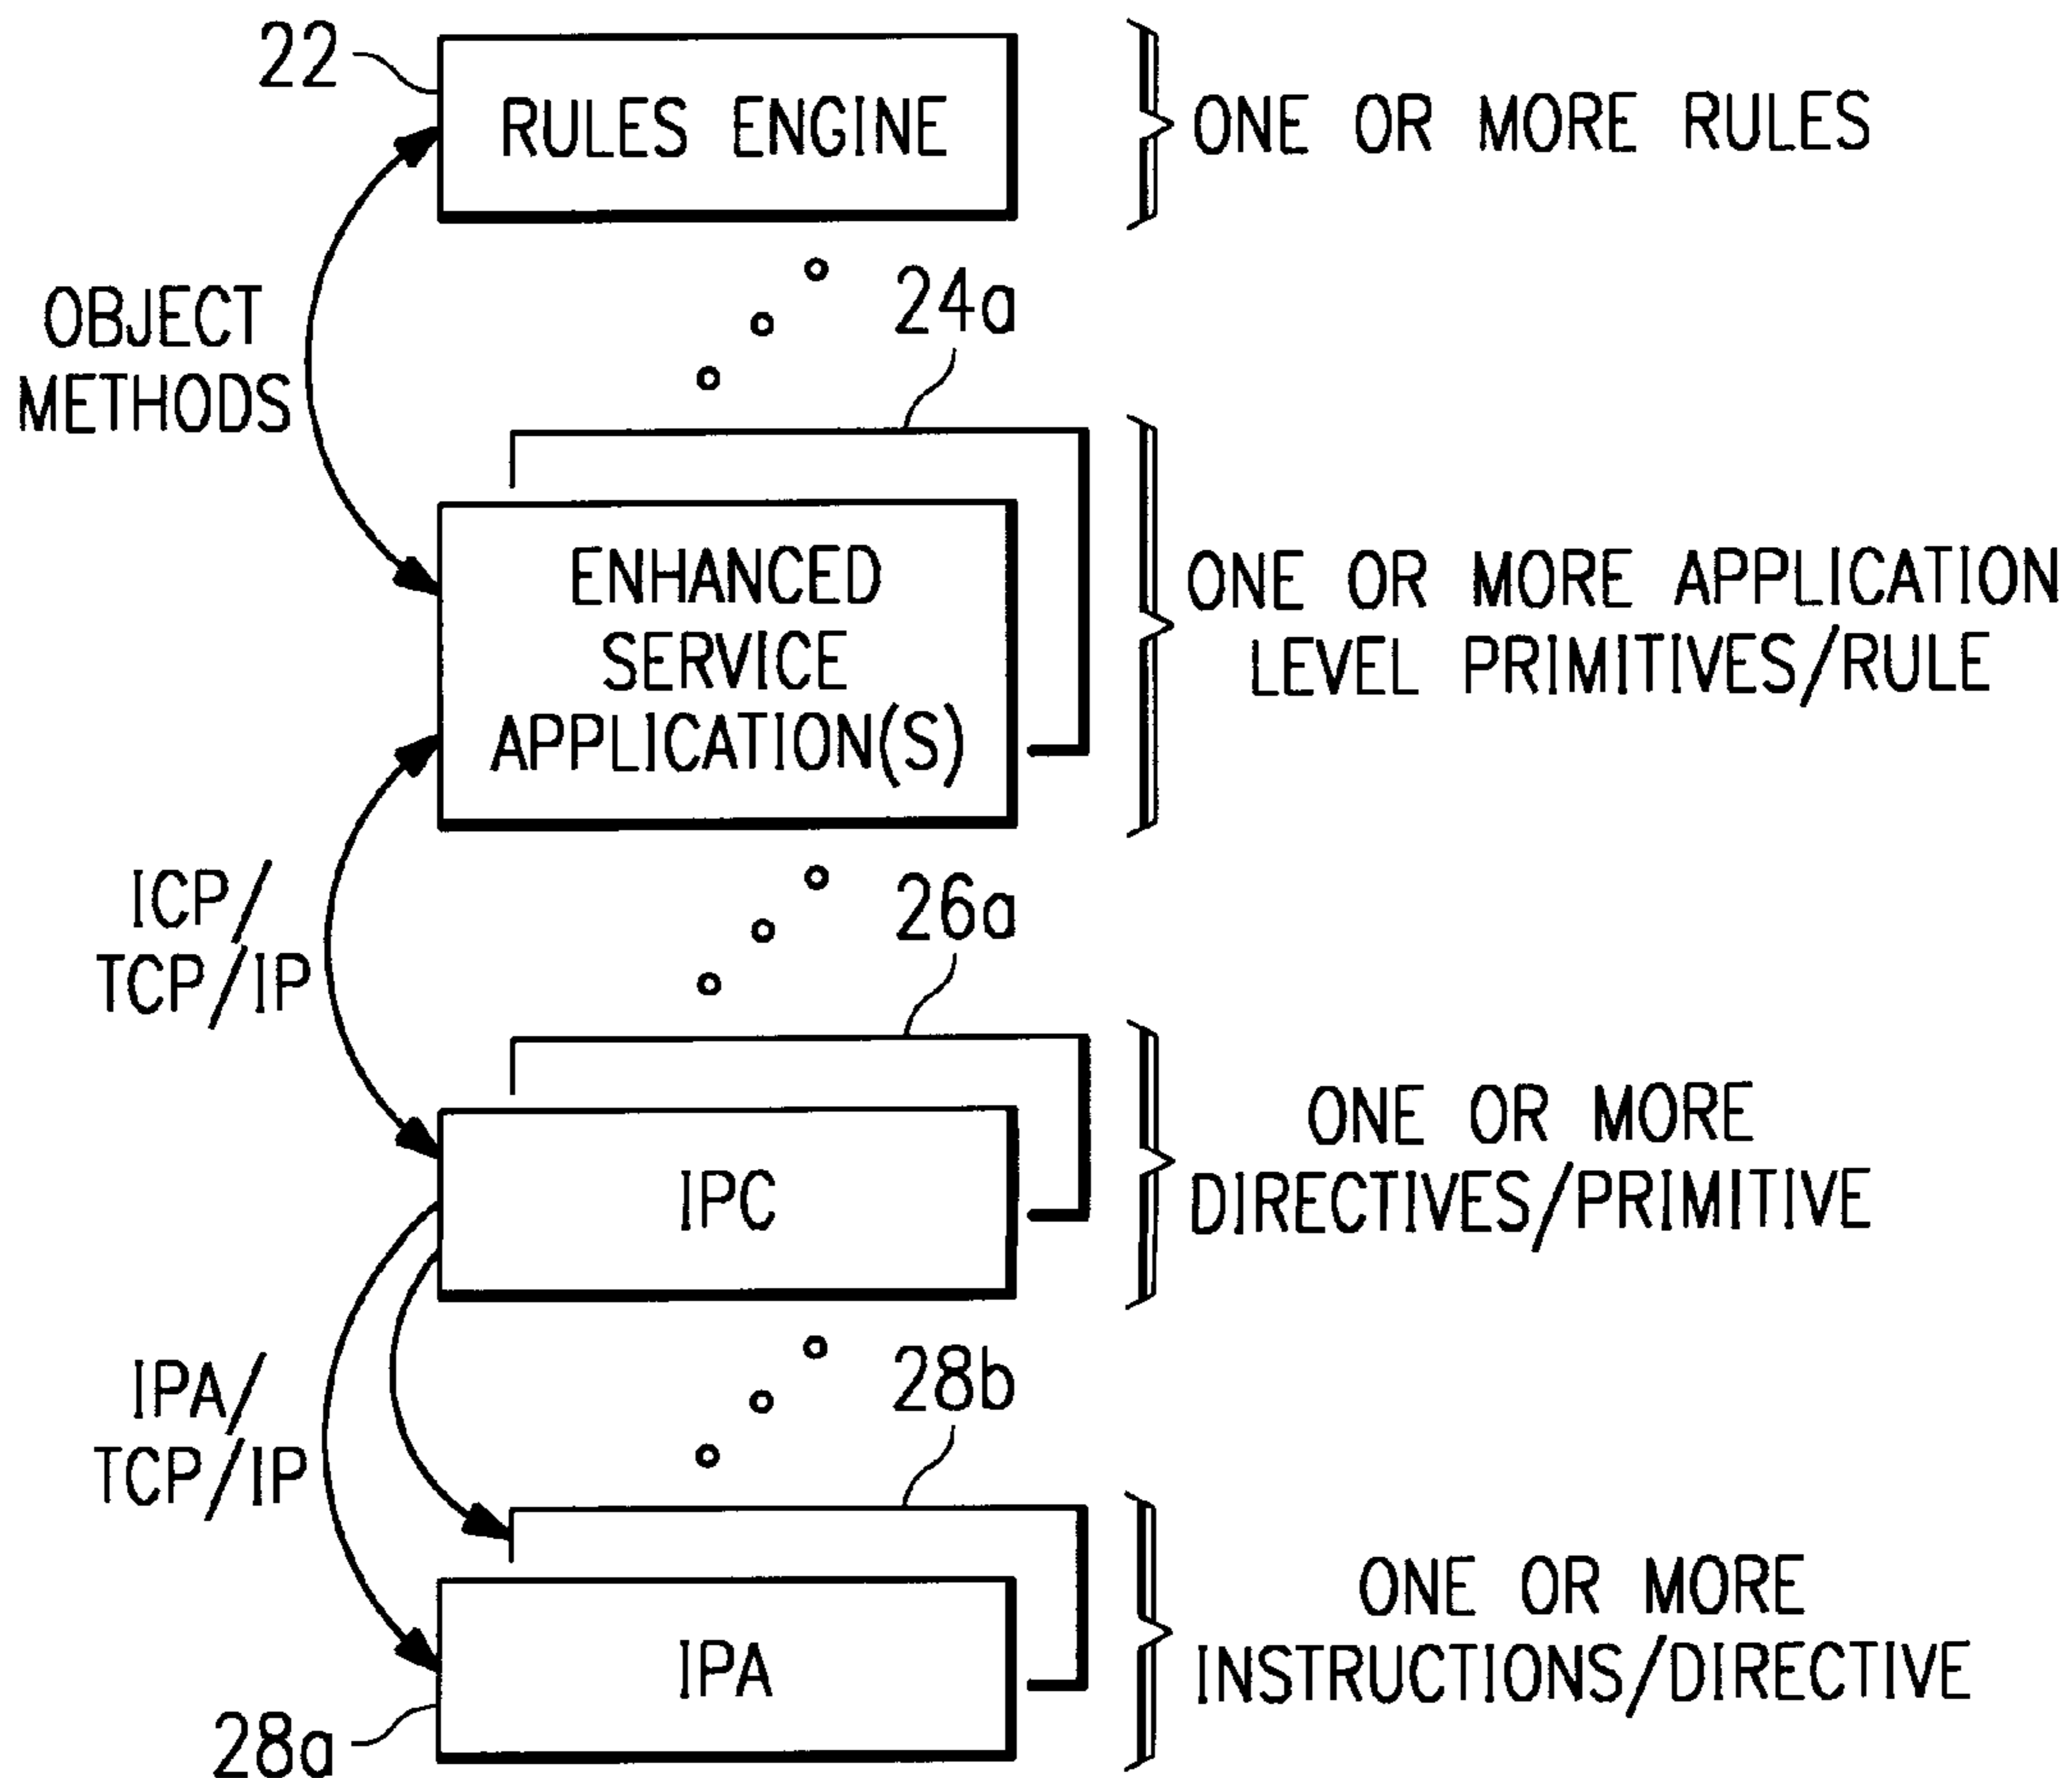 22
RULES ENGINE
ONE OR MORE RULES
OBJECT
METHODS
24a
ENHANCED
SERVICE
APPLICATION(S)
ONE OR MORE APPLICATION
LEVEL PRIMITIVES/RULE
ICP/
TCP/IP
26a
IPC
ONE OR MORE
DIRECTIVES/PRIMITIVE
IPA/
TCP/IP
28b
IPA
28a
ONE OR MORE
INSTRUCTIONS/DIRECTIVE